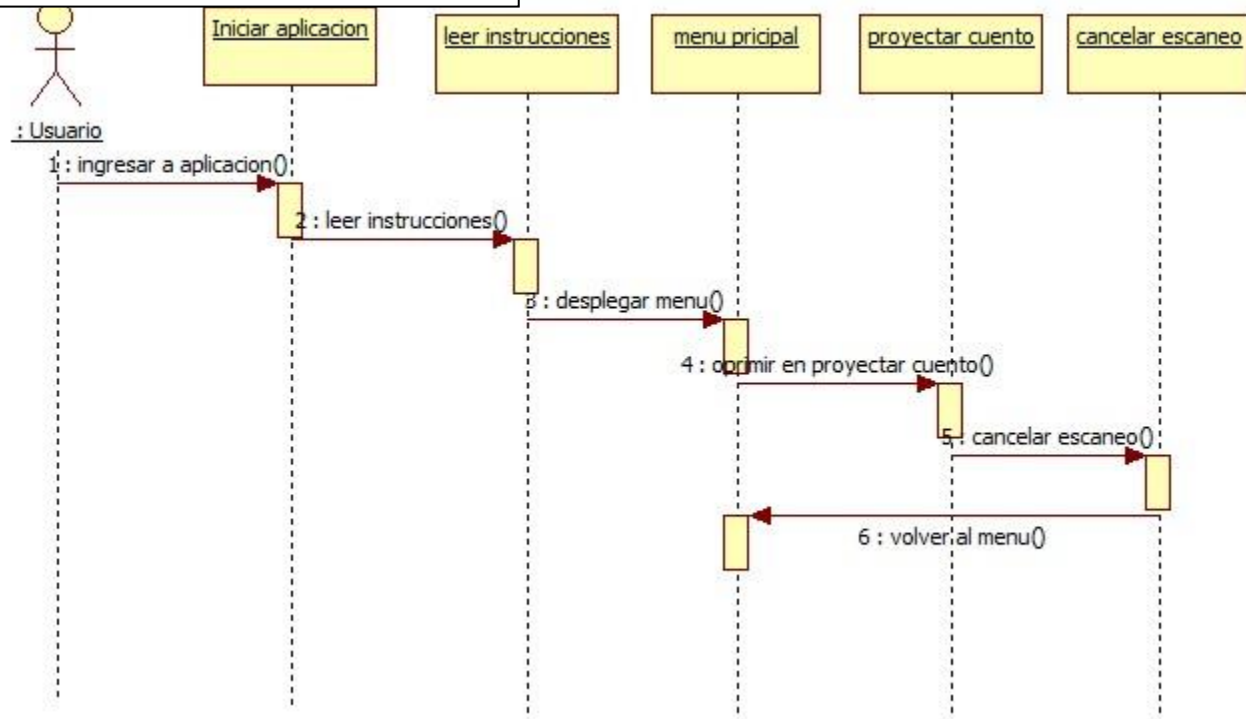 Iniciar aplicacion
leer instrucciones
menu pricipal
proyectar cuento
cancelar escaneo
: Usuario
1 : ingresar a aplicacion()
2 : leer instrucciones()
3 : desplegar menu()
4 : oprimir en proyectar cuento()
5 : cancelar escaneo()
6 : volver al menu()